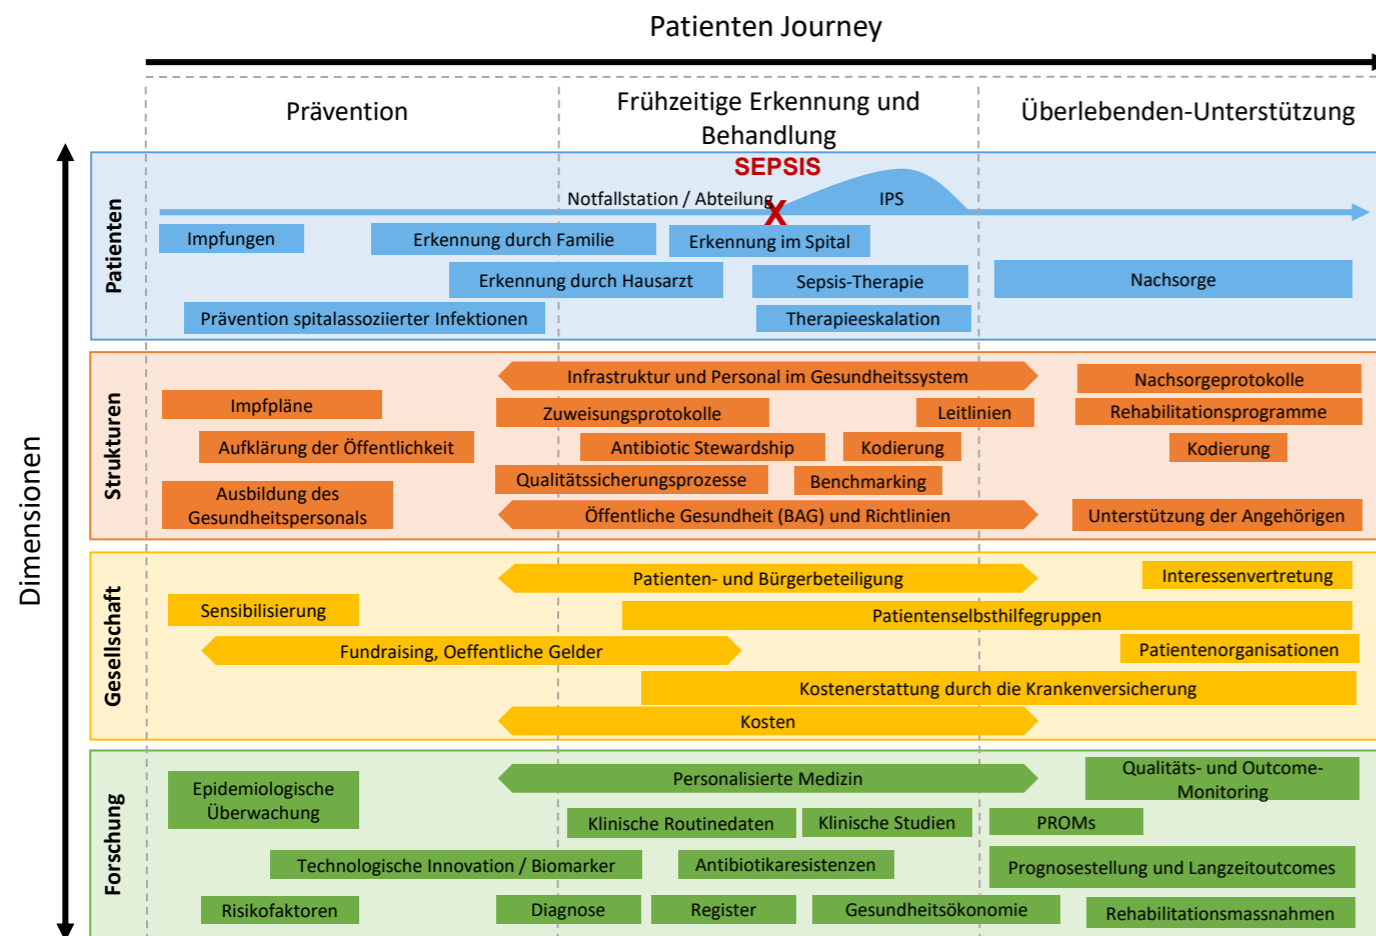 Patienten Journey
Prävention
Frühzeitige Erkennung und
Behandlung
Überlebenden-Unterstützung
Dimensionen
Patienten
SEPSIS
Notfallstation / Abteilung
X
IPS
Impfungen
Erkennung durch Familie
Erkennung im Spital
Erkennung durch Hausarzt
Sepsis-Therapie
Nachsorge
Prävention spitalassoziierter Infektionen
Therapieeskalation
Strukturen
Infrastruktur und Personal im Gesundheitssystem
Nachsorgeprotokolle
Impfpläne
Zuweisungsprotokolle
Leitlinien
Rehabilitationsprogramme
Aufklärung der Öffentlichkeit
Antibiotic Stewardship
Kodierung
Kodierung
Qualitätssicherungsprozesse
Benchmarking
Ausbildung des
Gesundheitspersonals
Öffentliche Gesundheit (BAG) und Richtlinien
Unterstützung der Angehörigen
Gesellschaft
Patienten- und Bürgerbeteiligung
Interessenvertretung
Sensibilisierung
Patientenselbsthilfegruppen
Fundraising, Oeffentliche Gelder
Patientenorganisationen
Kostenerstattung durch die Krankenversicherung
Kosten
Forschung
Epidemiologische
Überwachung
Personalisierte Medizin
Qualitäts- und Outcome-
Monitoring
Klinische Routinedaten
Klinische Studien
PROMs
Technologische Innovation / Biomarker
Antibiotikaresistenzen
Prognosestellung und Langzeitoutcomes
Risikofaktoren
Diagnose
Register
Gesundheitsökonomie
Rehabilitationsmassnahmen